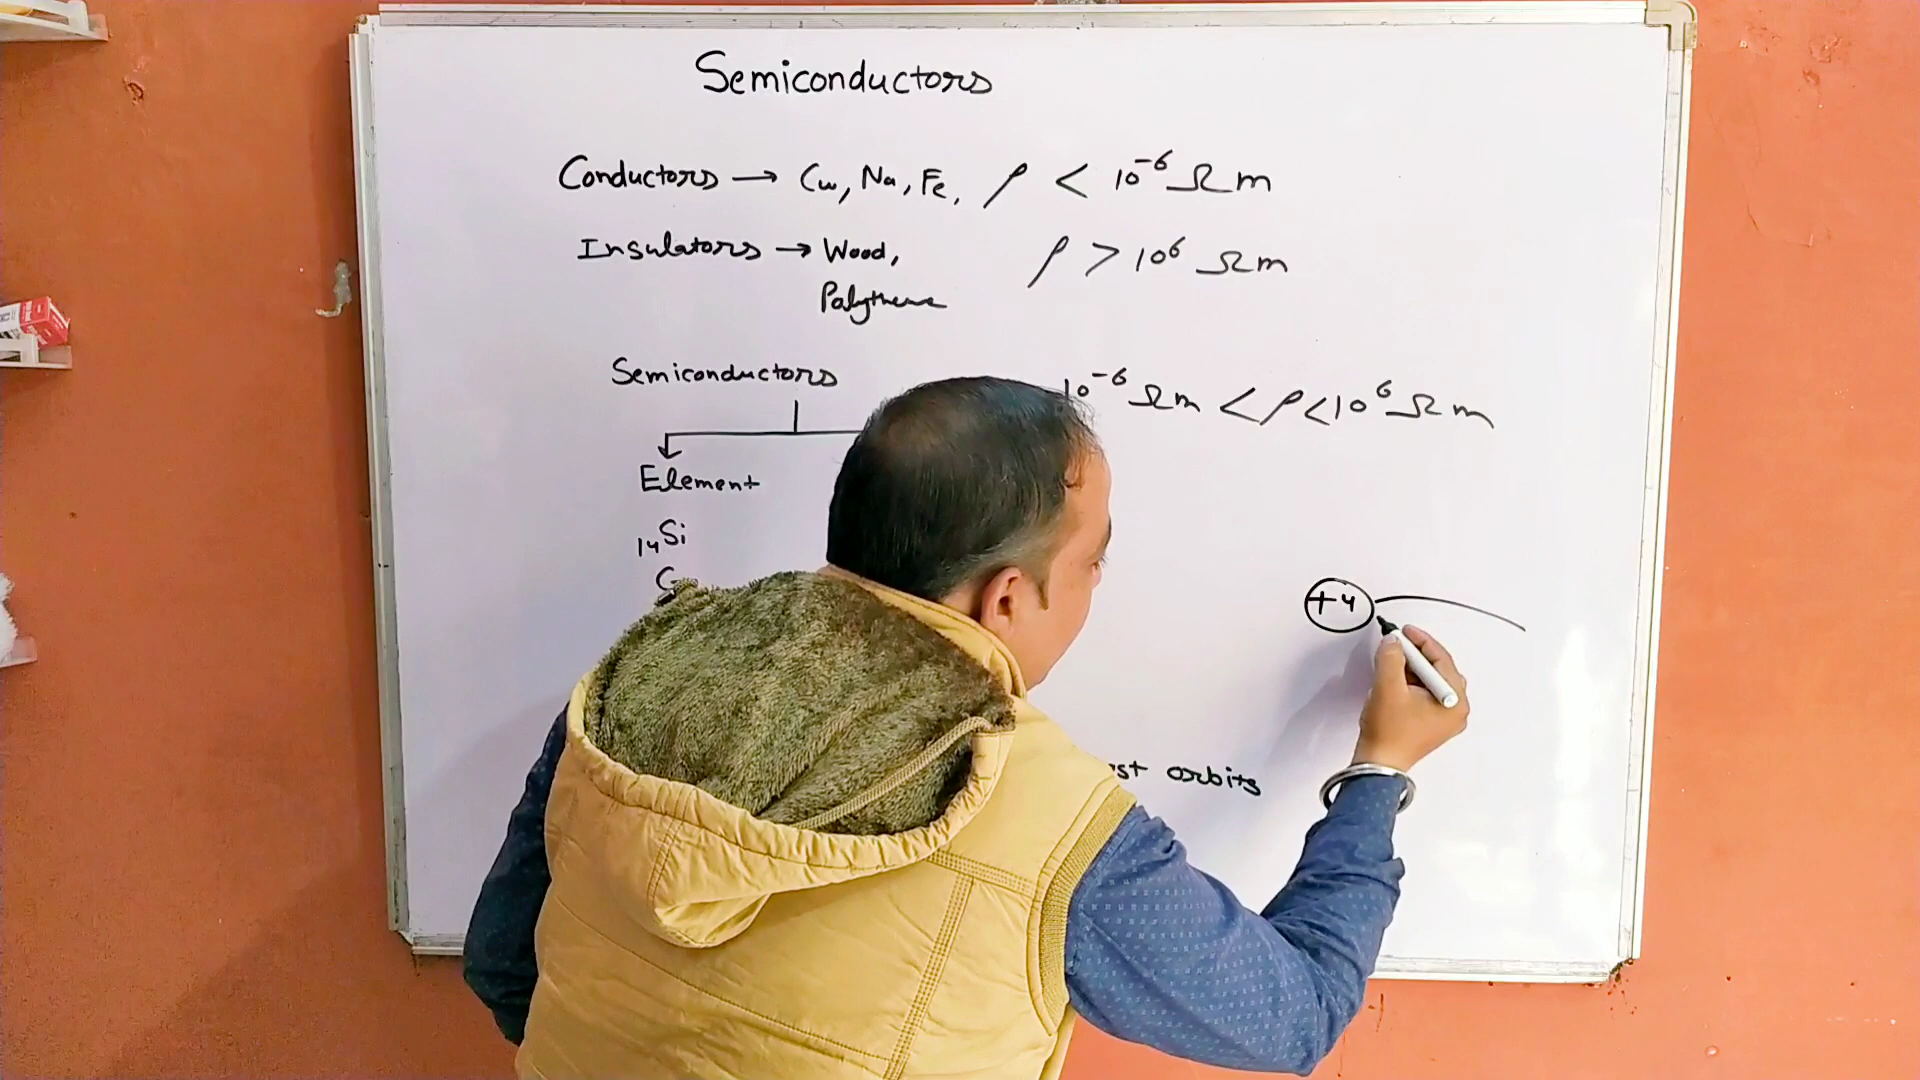 Semiconductors
Conductors → Cu, Na, Fe, ρ < 10⁻⁶ Ωm
Insulators → Wood, ρ > 10⁶ Ωm
Polythene
Semiconductors
10⁻⁶ Ωm < ρ < 10⁶ Ωm
Element
₁₄Si
+4
orbits